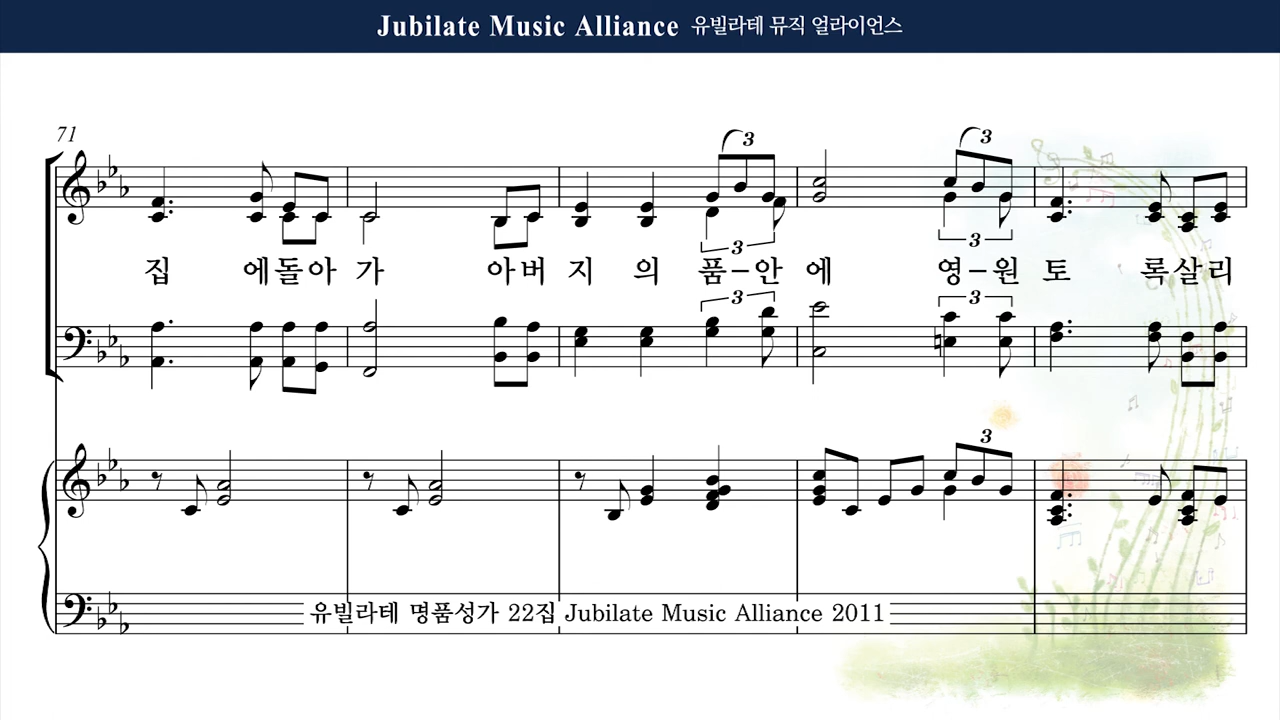 Jubilate Music Alliance 유빌라테 뮤직 얼라이언스
71
3 3
3 3
집 에돌아 가 아버 지 의 품-안 에 영-원 토 록살 리
3 3
3
유빌라테 명품성가 22집 Jubilate Music Alliance 2011